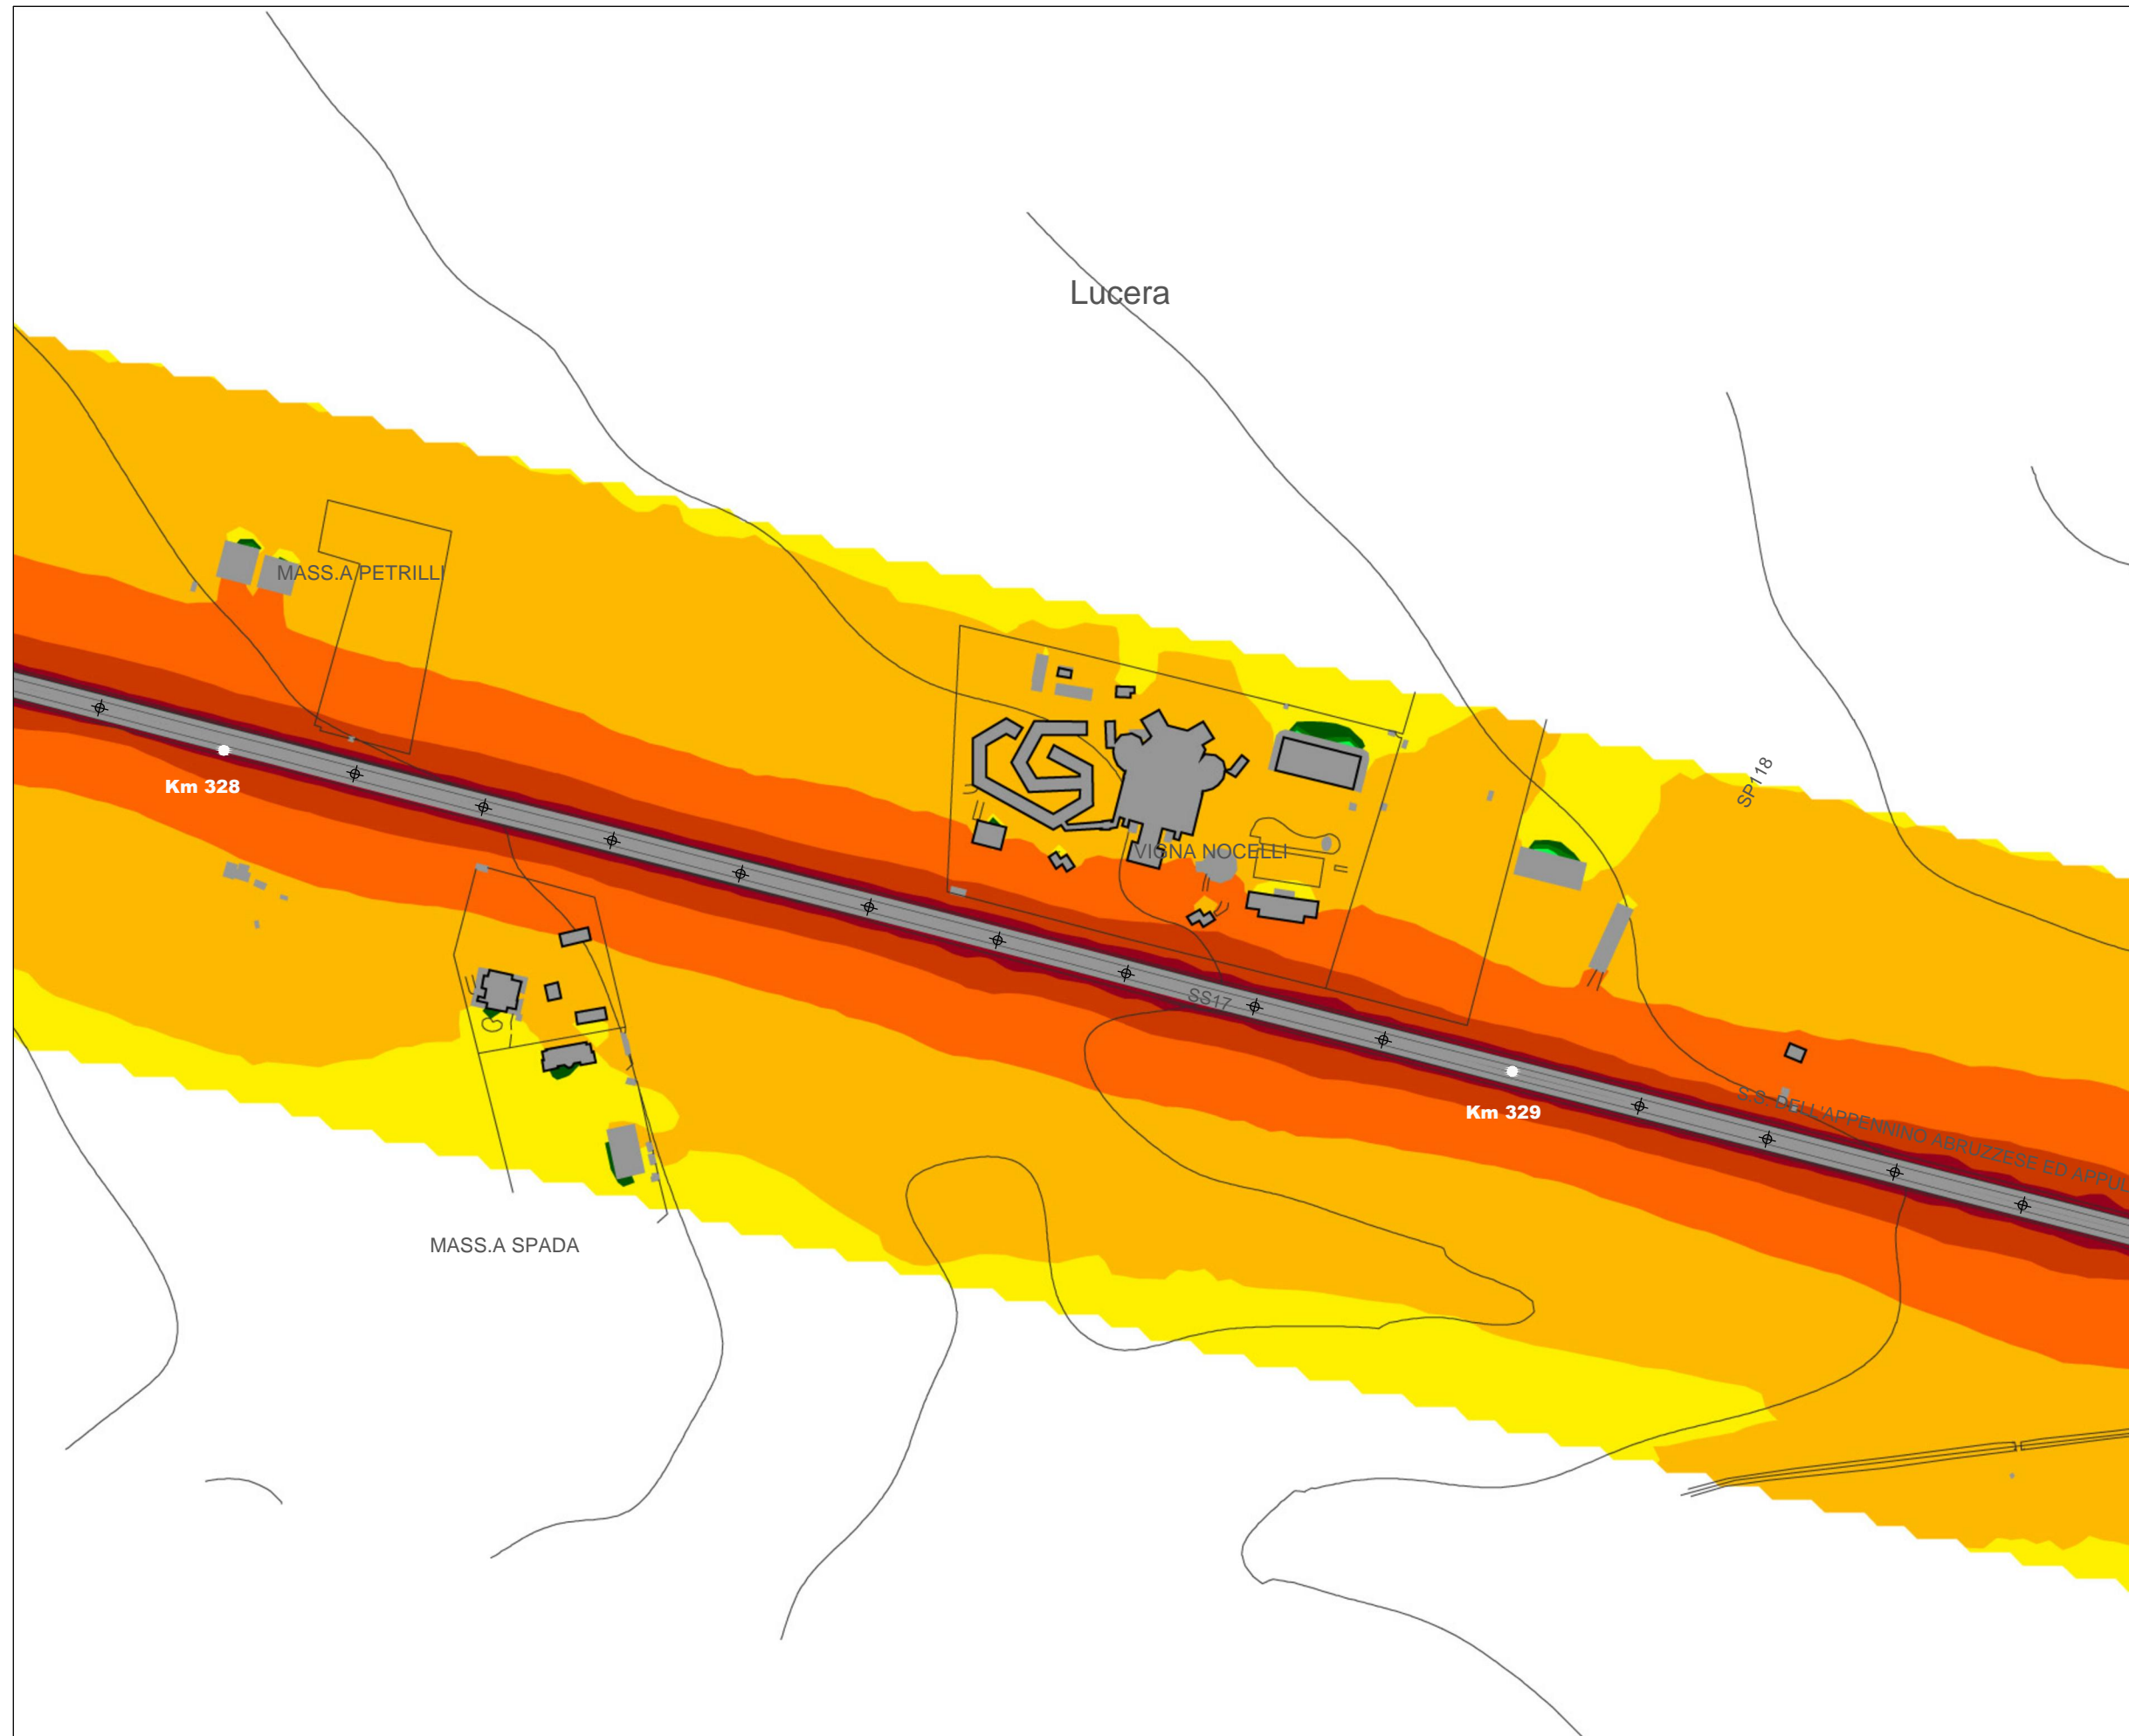 Lucera
MASS.A PETRILLI
SP118
Km 328
VIGNA NOCELLI
SS17
Km 329
S.S. DELL'APPENNINO ABRUZZESE ED APPUL
MASS.A SPADA